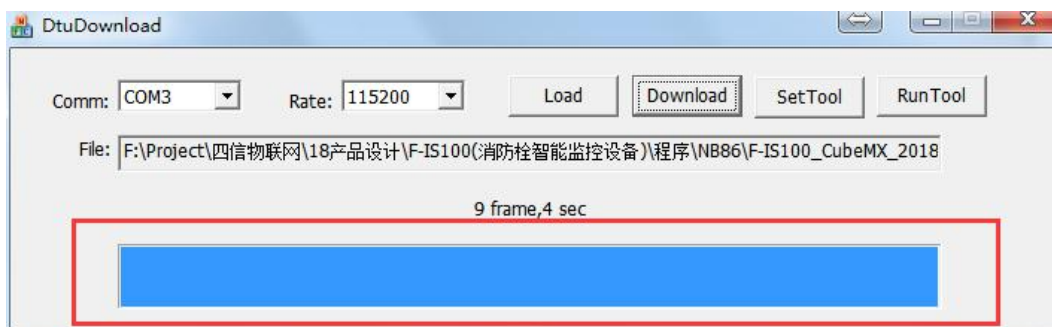 DtuDownload
Comm: COM3 Rate: 115200 Load Download SetTool RunTool
File: F:\Project\四信物联网\18产品设计\F-IS100(消防栓智能监控设备)\程序\NB86\F-IS100_CubeMX_2018
9 frame,4 sec